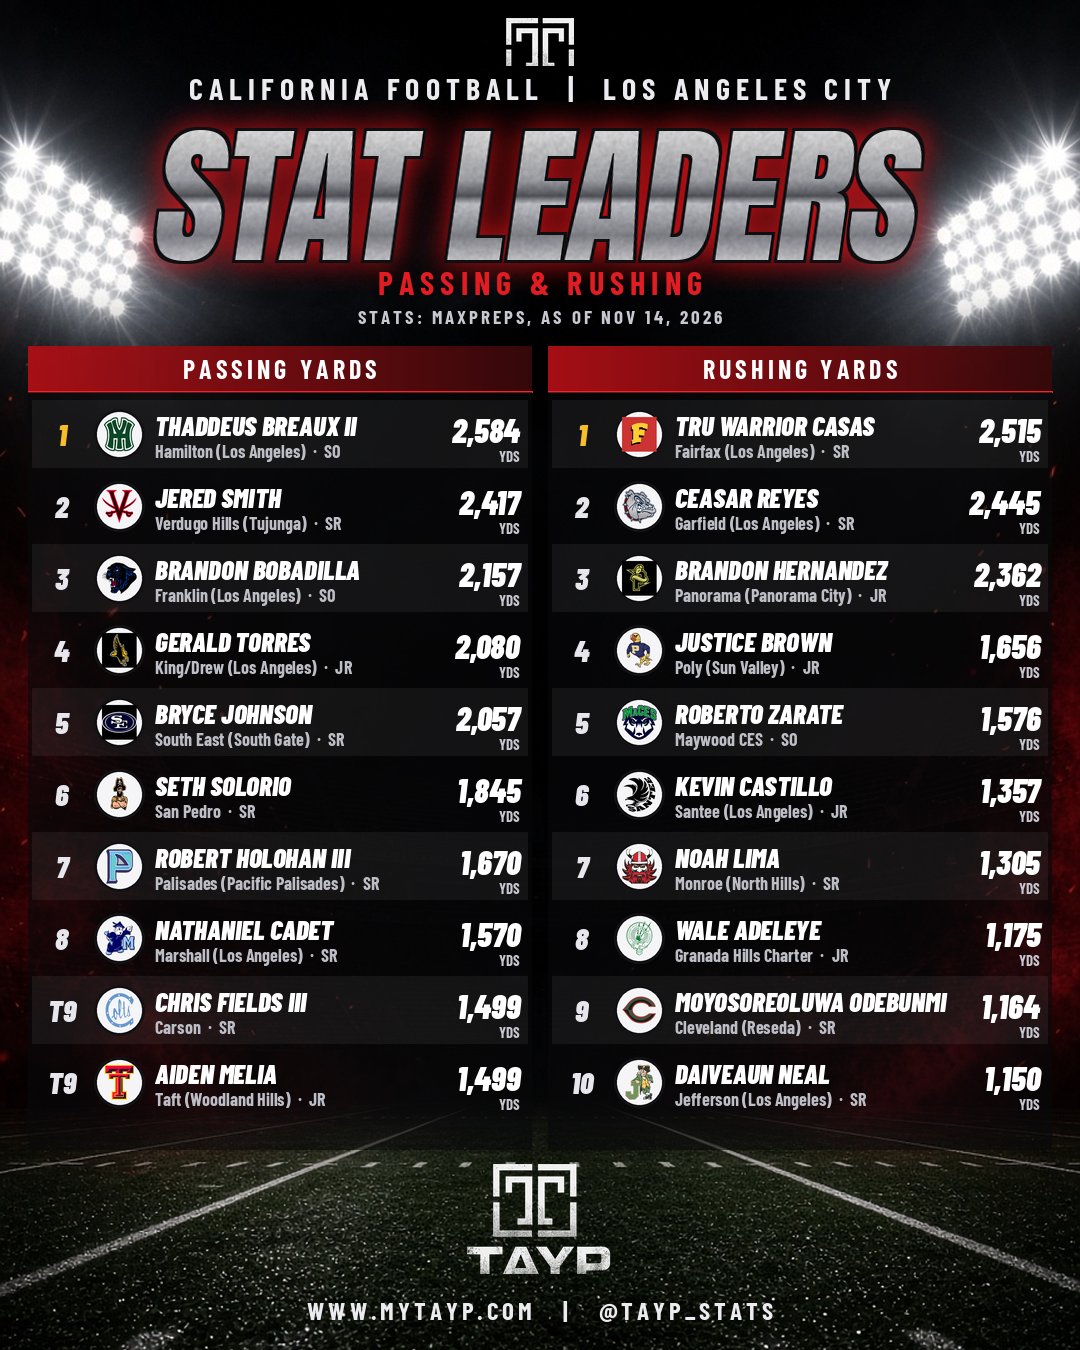 CALIFORNIA FOOTBALL | LOS ANGELES CITY
STAT LEADERS
PASSING & RUSHING
STATS: MAXPREPS, AS OF NOV 14, 2026
PASSING YARDS
1 THADDEUS BREAUX II 2,584
Hamilton (Los Angeles) · SO YDS
2 JERED SMITH 2,417
Verdugo Hills (Tujunga) · SR YDS
3 BRANDON BOBADILLA 2,157
Franklin (Los Angeles) · SO YDS
4 GERALD TORRES 2,080
King/Drew (Los Angeles) · JR YDS
5 BRYCE JOHNSON 2,057
South East (South Gate) · SR YDS
6 SETH SOLORIO 1,845
San Pedro · SR YDS
7 ROBERT HOLOHAN III 1,670
Palisades (Pacific Palisades) · SR YDS
8 NATHANIEL CADET 1,570
Marshall (Los Angeles) · SR YDS
T9 CHRIS FIELDS III 1,499
Carson · SR YDS
T9 AIDEN MELIA 1,499
Taft (Woodland Hills) · JR YDS
RUSHING YARDS
1 TRU WARRIOR CASAS 2,515
Fairfax (Los Angeles) · SR YDS
2 CEASAR REYES 2,445
Garfield (Los Angeles) · SR YDS
3 BRANDON HERNANDEZ 2,362
Panorama (Panorama City) · JR YDS
4 JUSTICE BROWN 1,656
Poly (Sun Valley) · JR YDS
5 ROBERTO ZARATE 1,576
Maywood CES · SO YDS
6 KEVIN CASTILLO 1,357
Santee (Los Angeles) · JR YDS
7 NOAH LIMA 1,305
Monroe (North Hills) · SR YDS
8 WALE ADELEYE 1,175
Granada Hills Charter · JR YDS
9 MOYOSOREOLUWA ODEBUNMI 1,164
Cleveland (Reseda) · SR YDS
10 DAIVEAUN NEAL 1,150
Jefferson (Los Angeles) · SR YDS
TAYP
WWW.MYTAYP.COM | @TAYP_STATS